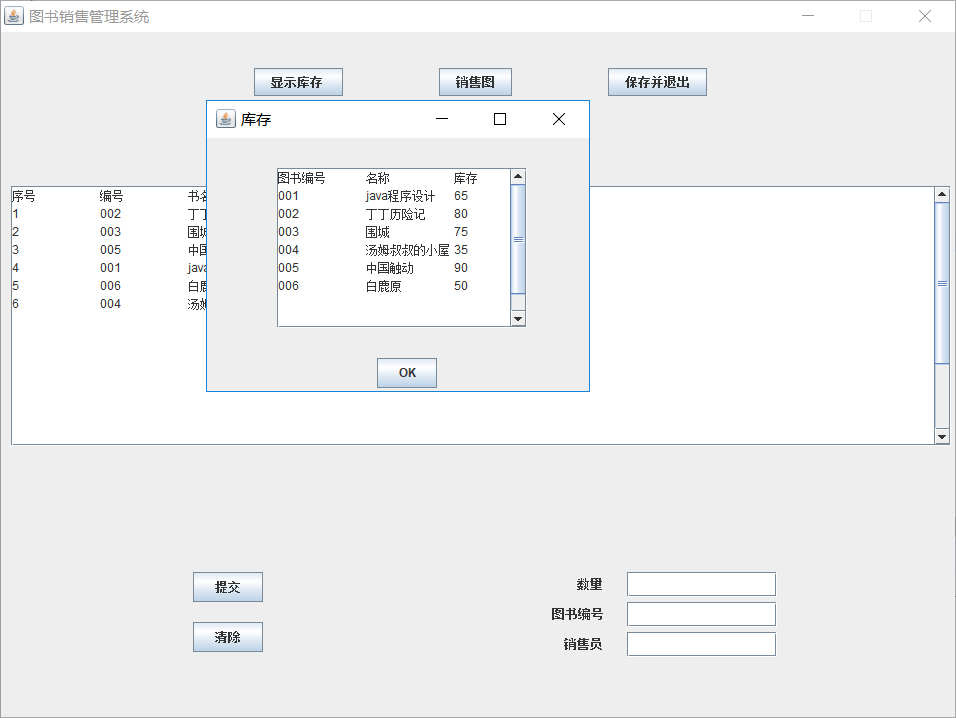 图书销售管理系统
显示库存 销售图 保存并退出
库存
图书编号 名称 库存
001 java程序设计 65
002 丁丁历险记 80
003 围城 75
004 汤姆叔叔的小屋 35
005 中国触动 90
006 白鹿原 50
OK
序号 编号 书名
1 002 丁丁
2 003 围城
3 005 中国
4 001 java
5 006 白鹿
6 004 汤姆
提交
清除
数量
图书编号
销售员